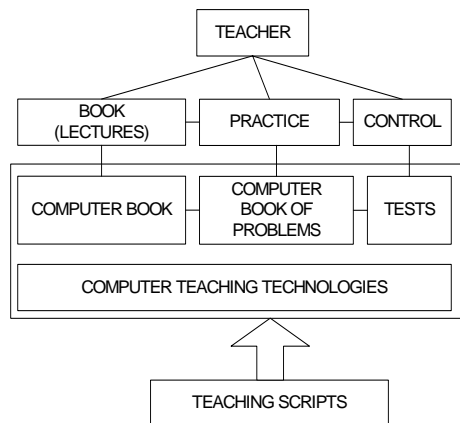 TEACHER
BOOK
(LECTURES)
PRACTICE
CONTROL
COMPUTER BOOK
COMPUTER
BOOK OF
PROBLEMS
TESTS
COMPUTER TEACHING TECHNOLOGIES
TEACHING SCRIPTS